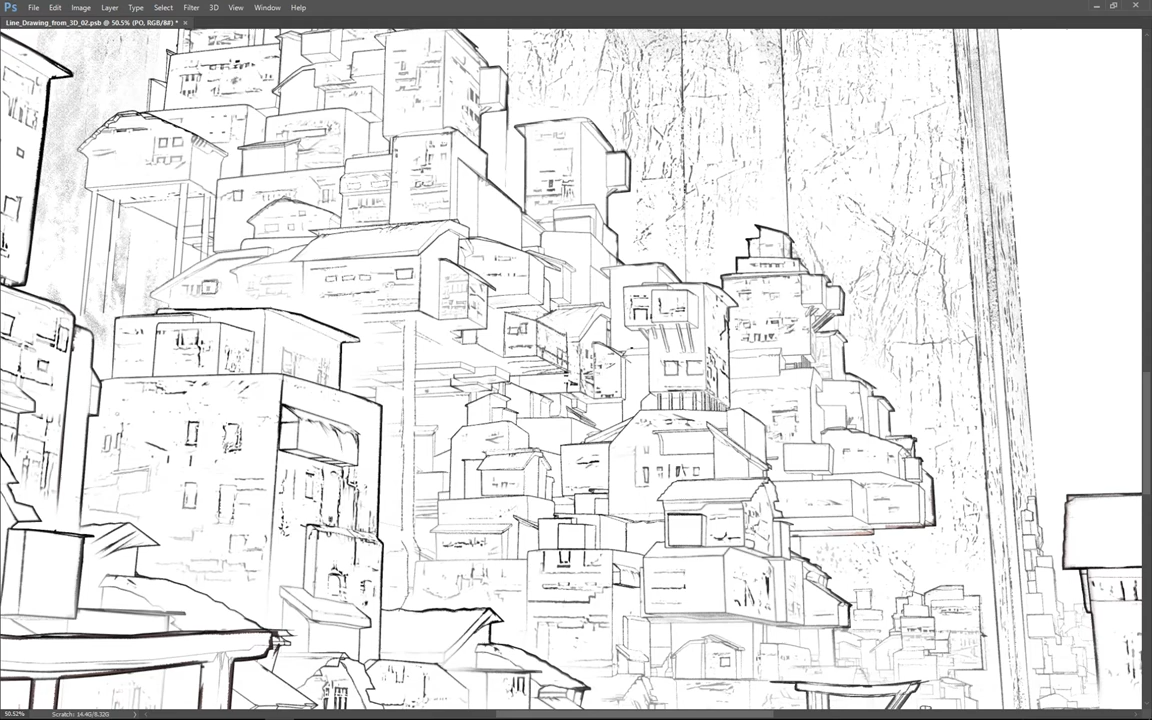 Ps File Edit Image Layer Type Select Filter 3D View Window Help
Line_Drawing_from_3D_02.psb @ 50.5% (PO, RGB/8#) *
50.52% Scratch: 14.4G/8.32G